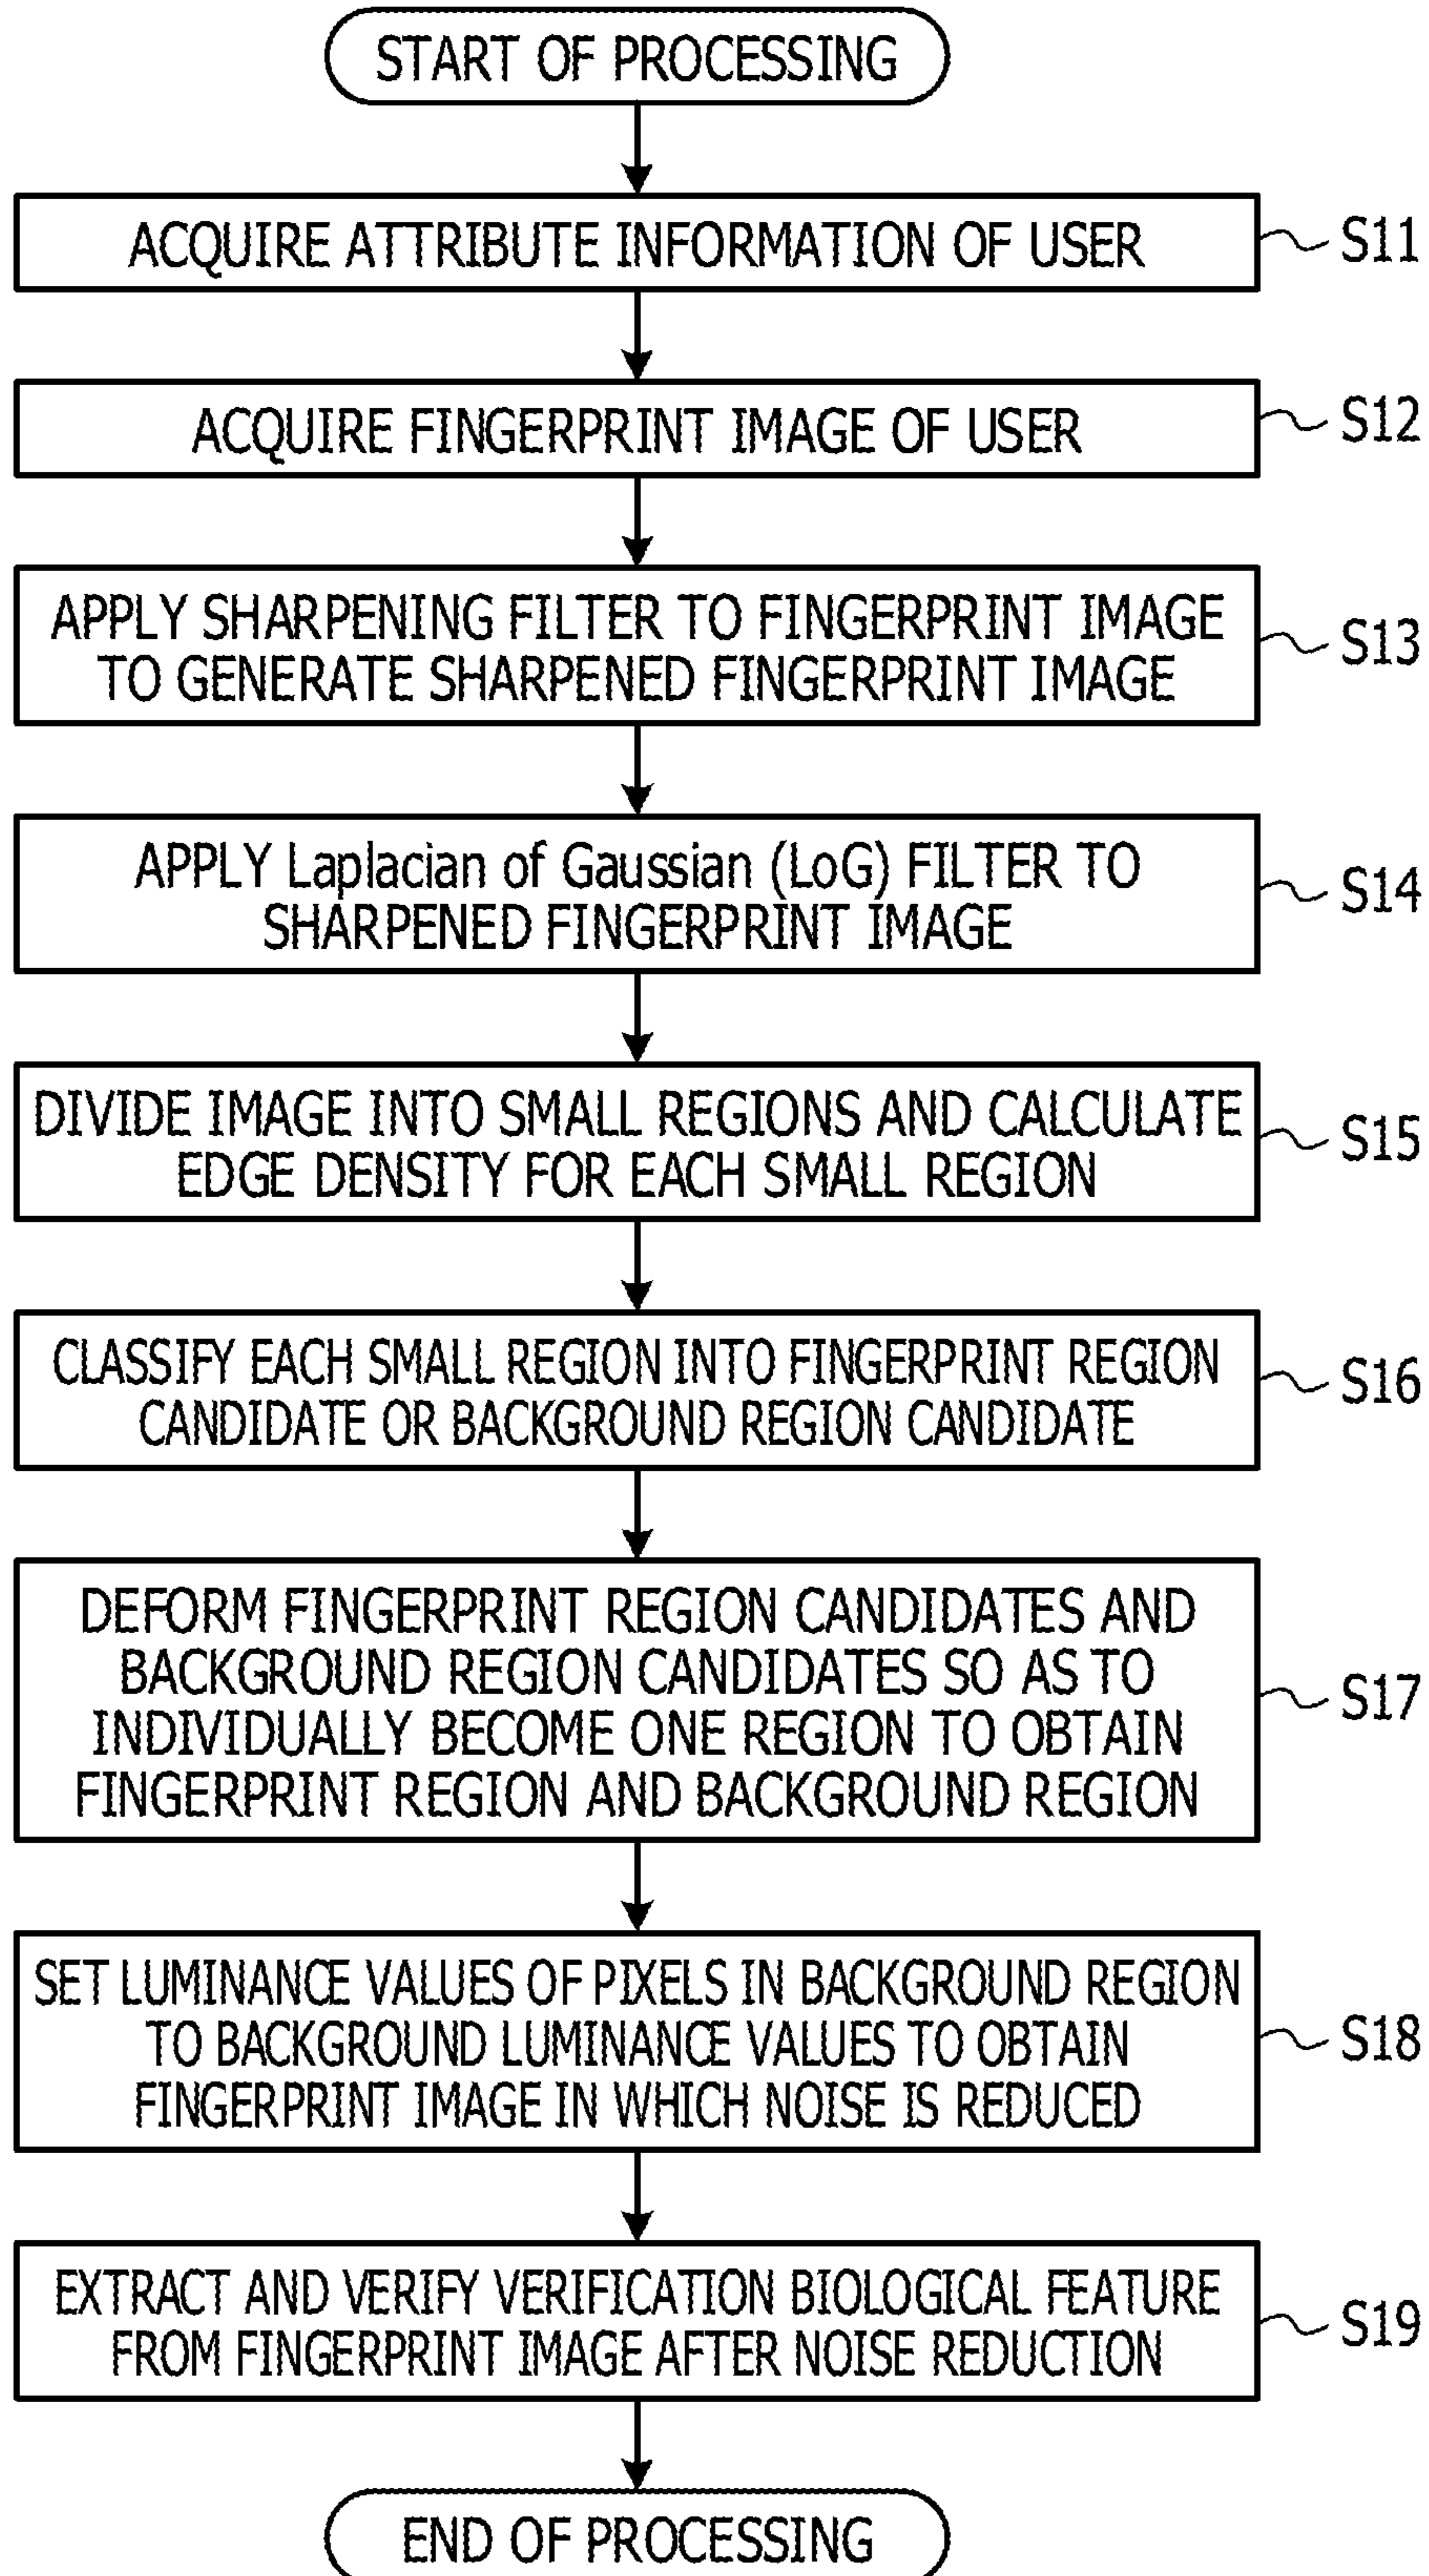 START OF PROCESSING
ACQUIRE ATTRIBUTE INFORMATION OF USER
S11
ACQUIRE FINGERPRINT IMAGE OF USER
S12
APPLY SHARPENING FILTER TO FINGERPRINT IMAGE
TO GENERATE SHARPENED FINGERPRINT IMAGE
S13
APPLY Laplacian of Gaussian (LoG) FILTER TO
SHARPENED FINGERPRINT IMAGE
S14
DIVIDE IMAGE INTO SMALL REGIONS AND CALCULATE
EDGE DENSITY FOR EACH SMALL REGION
S15
CLASSIFY EACH SMALL REGION INTO FINGERPRINT REGION
CANDIDATE OR BACKGROUND REGION CANDIDATE
S16
DEFORM FINGERPRINT REGION CANDIDATES AND
BACKGROUND REGION CANDIDATES SO AS TO
INDIVIDUALLY BECOME ONE REGION TO OBTAIN
FINGERPRINT REGION AND BACKGROUND REGION
S17
SET LUMINANCE VALUES OF PIXELS IN BACKGROUND REGION
TO BACKGROUND LUMINANCE VALUES TO OBTAIN
FINGERPRINT IMAGE IN WHICH NOISE IS REDUCED
S18
EXTRACT AND VERIFY VERIFICATION BIOLOGICAL FEATURE
FROM FINGERPRINT IMAGE AFTER NOISE REDUCTION
S19
END OF PROCESSING